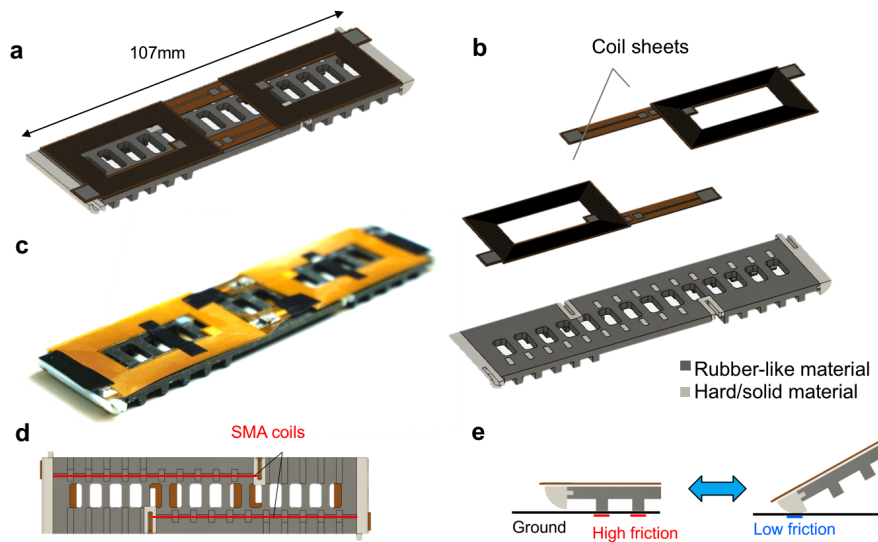 a
107mm
b
Coil sheets
c
Rubber-like material
Hard/solid material
d
SMA coils
e
Ground
High friction
Low friction